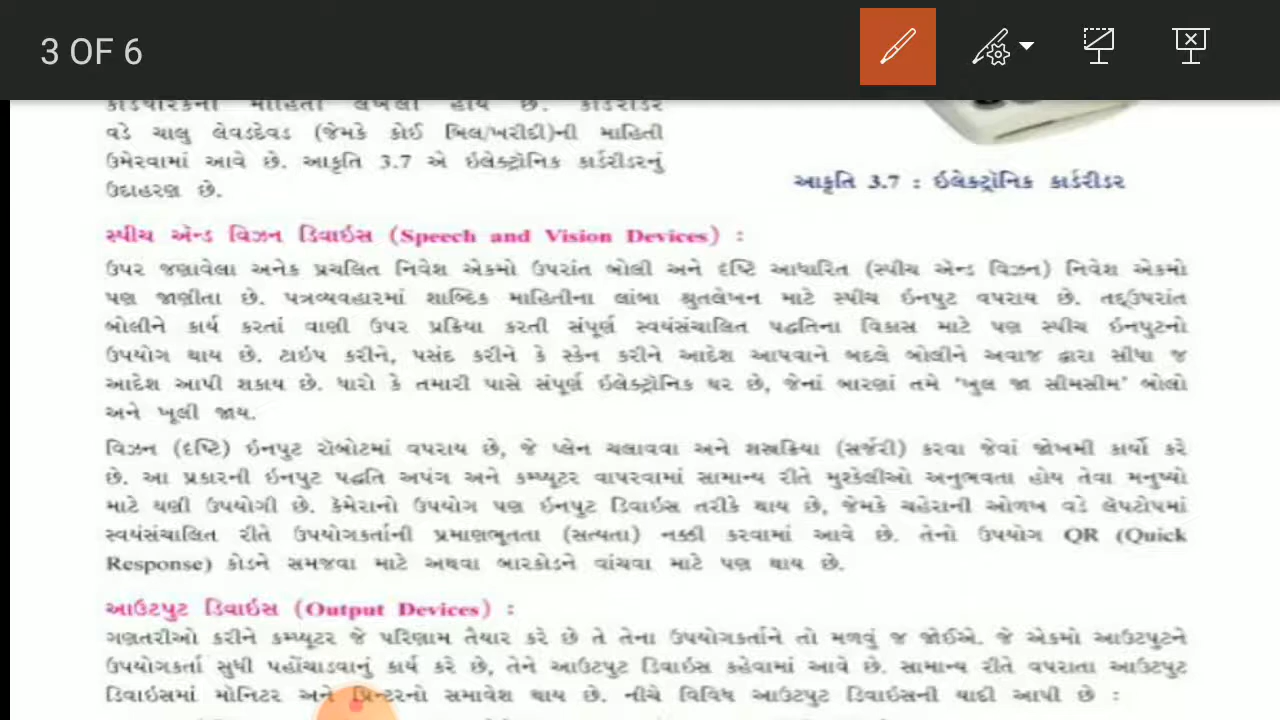 3 OF 6
કાર્ડધારકની માહિતી લખેલી હોય છે. કાર્ડરીડર
વડે ચાલુ લેવડદેવડ (જેમકે કોઈ બિલ/ખરીદી)ની માહિતી
ઉમેરવામાં આવે છે. આકૃતિ 3.7 એ ઇલેક્ટ્રૉનિક કાર્ડરીડરનું
ઉદાહરણ છે.
આકૃતિ 3.7 : ઇલેક્ટ્રૉનિક કાર્ડરીડર
સ્પીચ ઍન્ડ વિઝન ડિવાઇસ (Speech and Vision Devices) :
ઉપર જણાવેલા અનેક પ્રચલિત નિવેશ એકમો ઉપરાંત બોલી અને દૃષ્ટિ આધારિત (સ્પીચ ઍન્ડ વિઝન) નિવેશ એકમો
પણ જાણીતા છે. પત્રવ્યવહારમાં શાબ્દિક માહિતીના લાંબા શ્રુતલેખન માટે સ્પીચ ઇનપુટ વપરાય છે. તદ્ઉપરાંત
બોલીને કાર્ય કરતાં વાણી ઉપર પ્રક્રિયા કરતી સંપૂર્ણ સ્વયંસંચાલિત પદ્ધતિના વિકાસ માટે પણ સ્પીચ ઇનપુટનો
ઉપયોગ થાય છે. ટાઇપ કરીને, પસંદ કરીને કે સ્કેન કરીને આદેશ આપવાને બદલે બોલીને અવાજ દ્વારા સીધા જ
આદેશ આપી શકાય છે. ધારો કે તમારી પાસે સંપૂર્ણ ઇલેક્ટ્રૉનિક ઘર છે, જેનાં બારણાં તમે 'ખુલ જા સીમસીમ' બોલો
અને ખૂલી જાય.
વિઝન (દૃષ્ટિ) ઇનપુટ રૉબોટમાં વપરાય છે, જે પ્લેન ચલાવવા અને શસ્ત્રક્રિયા (સર્જરી) કરવા જેવાં જોખમી કાર્યો કરે
છે. આ પ્રકારની ઇનપુટ પદ્ધતિ અપંગ અને કમ્પ્યૂટર વાપરવામાં સામાન્ય રીતે મુશ્કેલીઓ અનુભવતા હોય તેવા મનુષ્યો
માટે ઘણી ઉપયોગી છે. કૅમેરાનો ઉપયોગ પણ ઇનપુટ ડિવાઇસ તરીકે થાય છે, જેમકે ચહેરાની ઓળખ વડે લૅપટોપમાં
સ્વયંસંચાલિત રીતે ઉપયોગકર્તાની પ્રમાણભૂતતા (સત્યતા) નક્કી કરવામાં આવે છે. તેનો ઉપયોગ QR (Quick
Response) કોડને સમજવા માટે અથવા બારકોડને વાંચવા માટે પણ થાય છે.
આઉટપુટ ડિવાઇસ (Output Devices) :
ગણતરીઓ કરીને કમ્પ્યૂટર જે પરિણામ તૈયાર કરે છે તે તેના ઉપયોગકર્તાને તો મળવું જ જોઈએ. જે એકમો આઉટપુટને
ઉપયોગકર્તા સુધી પહોંચાડવાનું કાર્ય કરે છે, તેને આઉટપુટ ડિવાઇસ કહેવામાં આવે છે. સામાન્ય રીતે વપરાતા આઉટપુટ
ડિવાઇસમાં મોનિટર અને પ્રિન્ટરનો સમાવેશ થાય છે. નીચે વિવિધ આઉટપુટ ડિવાઇસની યાદી આપી છે :